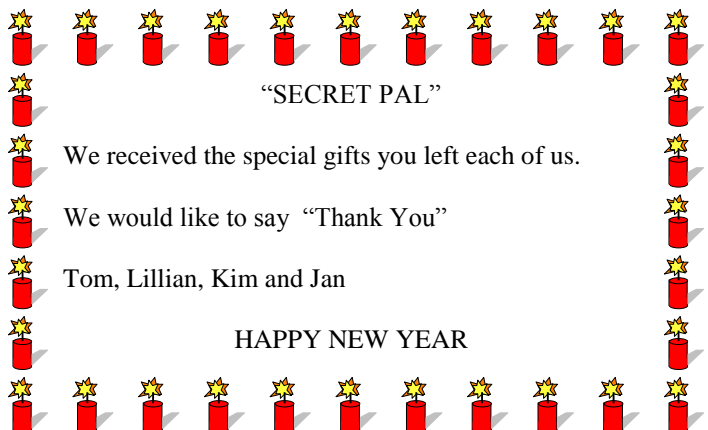 “SECRET PAL”
We received the special gifts you left each of us.
We would like to say  “Thank You”
Tom, Lillian, Kim and Jan
HAPPY NEW YEAR